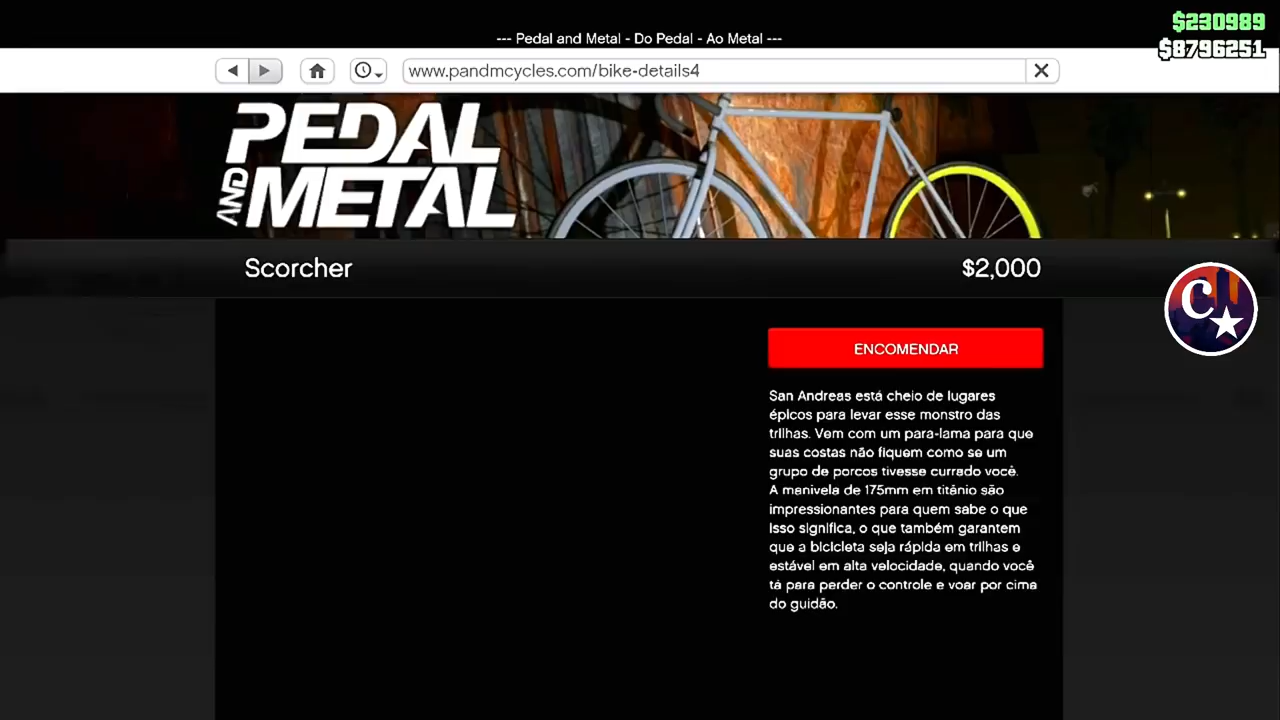 $230989
--- Pedal and Metal - Do Pedal - Ao Metal ---
$8796251
www.pandmcycles.com/bike-details4
PEDAL
AND METAL
Scorcher
$2,000
C
ENCOMENDAR
San Andreas está cheio de lugares
épicos para levar esse monstro das
trilhas. Vem com um para-lama para que
suas costas não fiquem como se um
grupo de porcos tivesse currado você.
A manivela de 175mm em titânio são
impressionantes para quem sabe o que
isso significa, o que também garantem
que a bicicleta seja rápida em trilhas e
estável em alta velocidade, quando você
tá para perder o controle e voar por cima
do guidão.